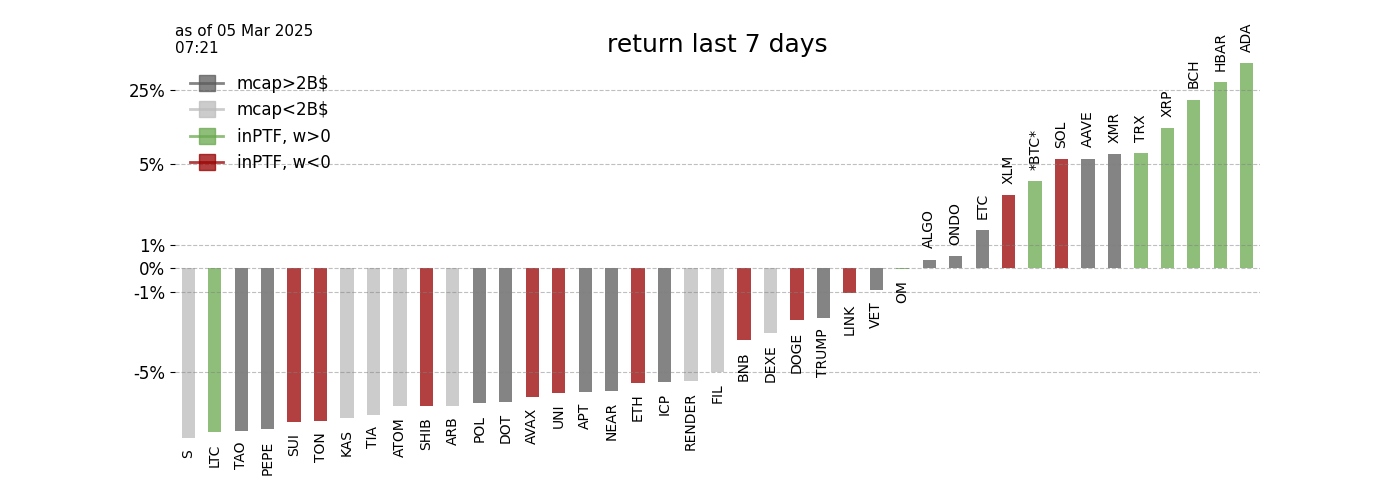 as of 05 Mar 2025
07:21
return last 7 days
mcap>2B$
mcap<2B$
inPTF, w>0
inPTF, w<0
25%
5%
1%
0%
-1%
-5%
S
LTC
TAO
PEPE
SUI
TON
KAS
TIA
ATOM
SHIB
ARB
POL
DOT
AVAX
UNI
APT
NEAR
ETH
ICP
RENDER
FIL
BNB
DEXE
DOGE
TRUMP
LINK
VET
OM
ALGO
ONDO
ETC
XLM
*BTC*
SOL
AAVE
XMR
TRX
XRP
BCH
HBAR
ADA